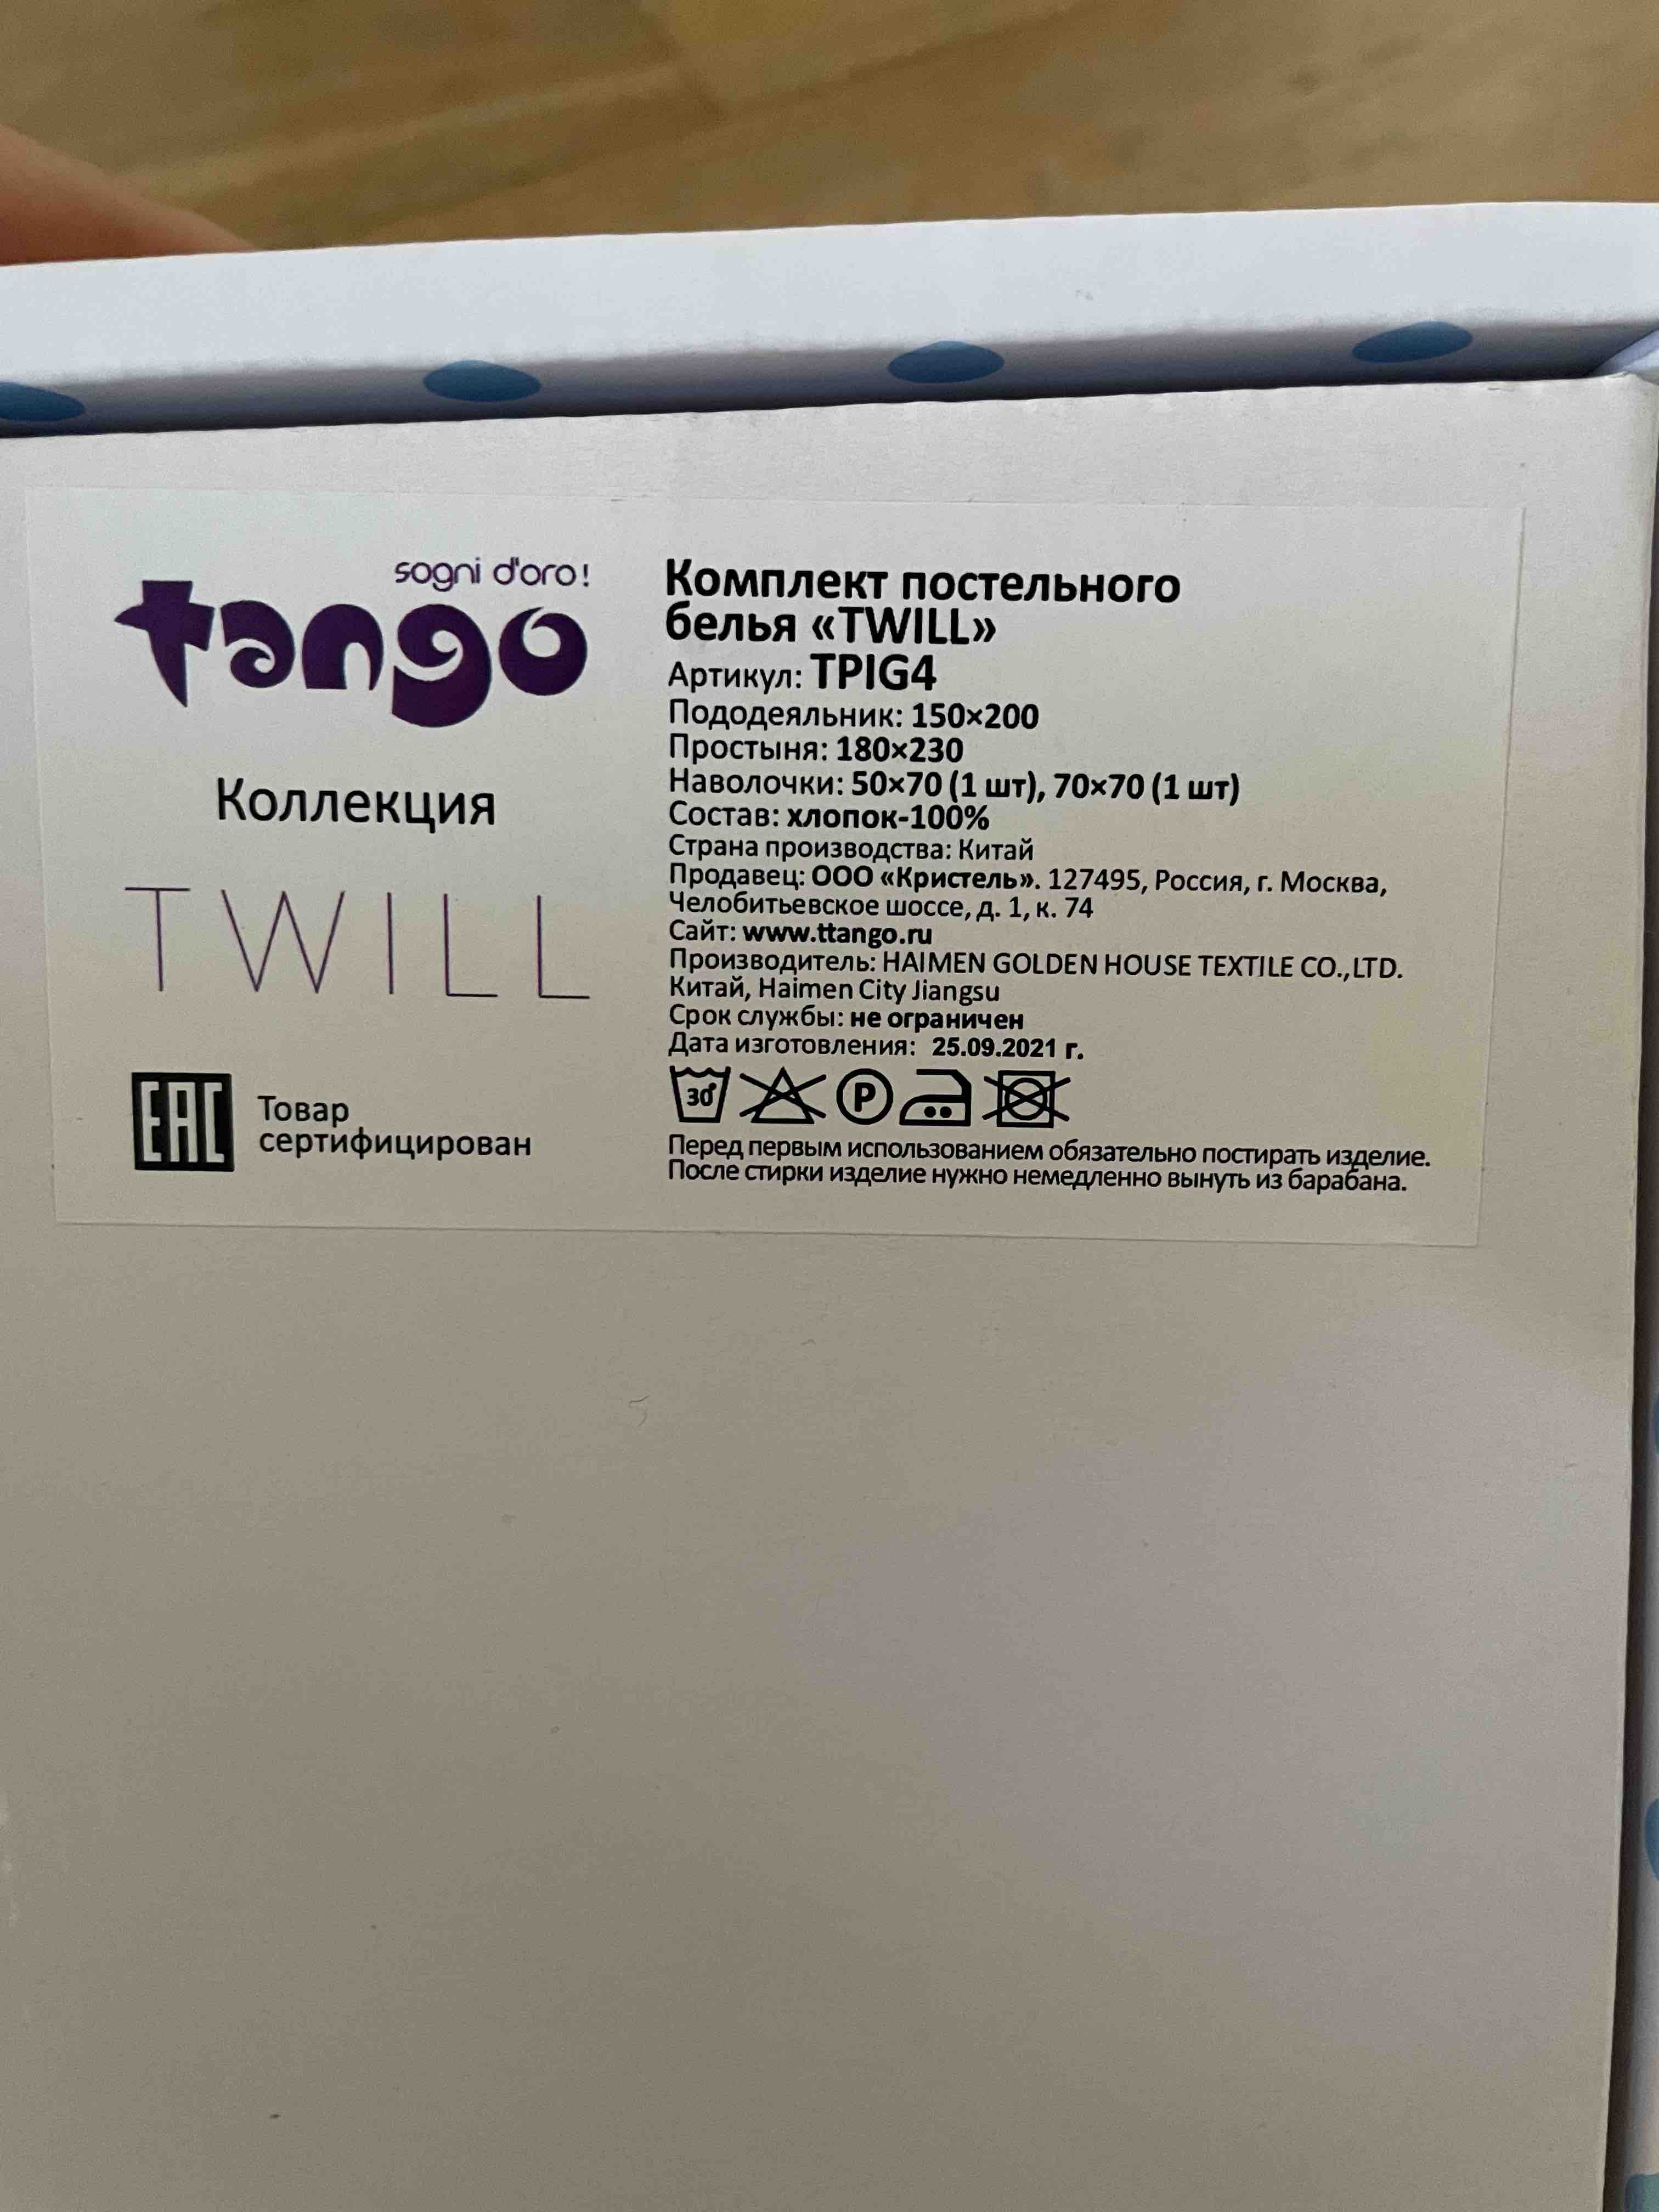 sogni d'oro!
tango
Коллекция
TWILL
EAC
Товар
сертифицирован
Комплект постельного
белья «TWILL»
Артикул: TPIG4
Пододеяльник: 150×200
Простыня: 180×230
Наволочки: 50×70 (1 шт), 70×70 (1 шт)
Состав: хлопок-100%
Страна производства: Китай
Продавец: ООО «Кристель». 127495, Россия, г. Москва,
Челобитьевское шоссе, д. 1, к. 74
Сайт: www.ttango.ru
Производитель: HAIMEN GOLDEN HOUSE TEXTILE CO.,LTD.
Китай, Haimen City Jiangsu
Срок службы: не ограничен
Дата изготовления: 25.09.2021 г.
30° P
Перед первым использованием обязательно постирать изделие.
После стирки изделие нужно немедленно вынуть из барабана.